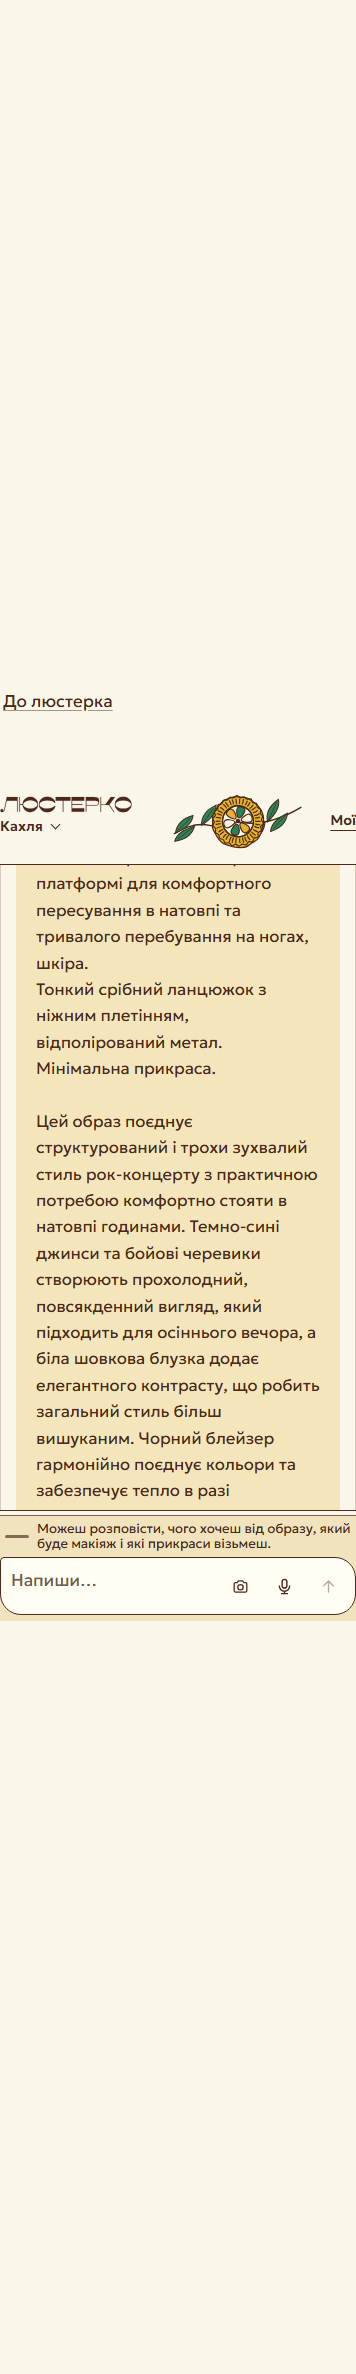 До люстерка
ЛЮСТЕРКО
Кахля
Мої
платформі для комфортного
пересування в натовпі та
тривалого перебування на ногах,
шкіра.
Тонкий срібний ланцюжок з
ніжним плетінням,
відполірований метал.
Мінімальна прикраса.
Цей образ поєднує
структурований і трохи зухвалий
стиль рок-концерту з практичною
потребою комфортно стояти в
натовпі годинами. Темно-сині
джинси та бойові черевики
створюють прохолодний,
повсякденний вигляд, який
підходить для осіннього вечора, а
біла шовкова блузка додає
елегантного контрасту, що робить
загальний стиль більш
вишуканим. Чорний блейзер
гармонійно поєднує кольори та
забезпечує тепло в разі
Можеш розповісти, чого хочеш від образу, який
буде макіяж і які прикраси візьмеш.
Напиши...